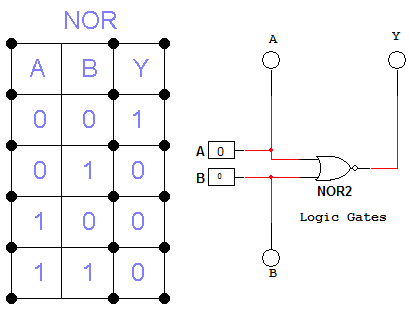 NOR
A B Y
0 0 1
0 1 0
1 0 0
1 1 0
A
Y
A 0
B 0
NOR2
Logic Gates
B